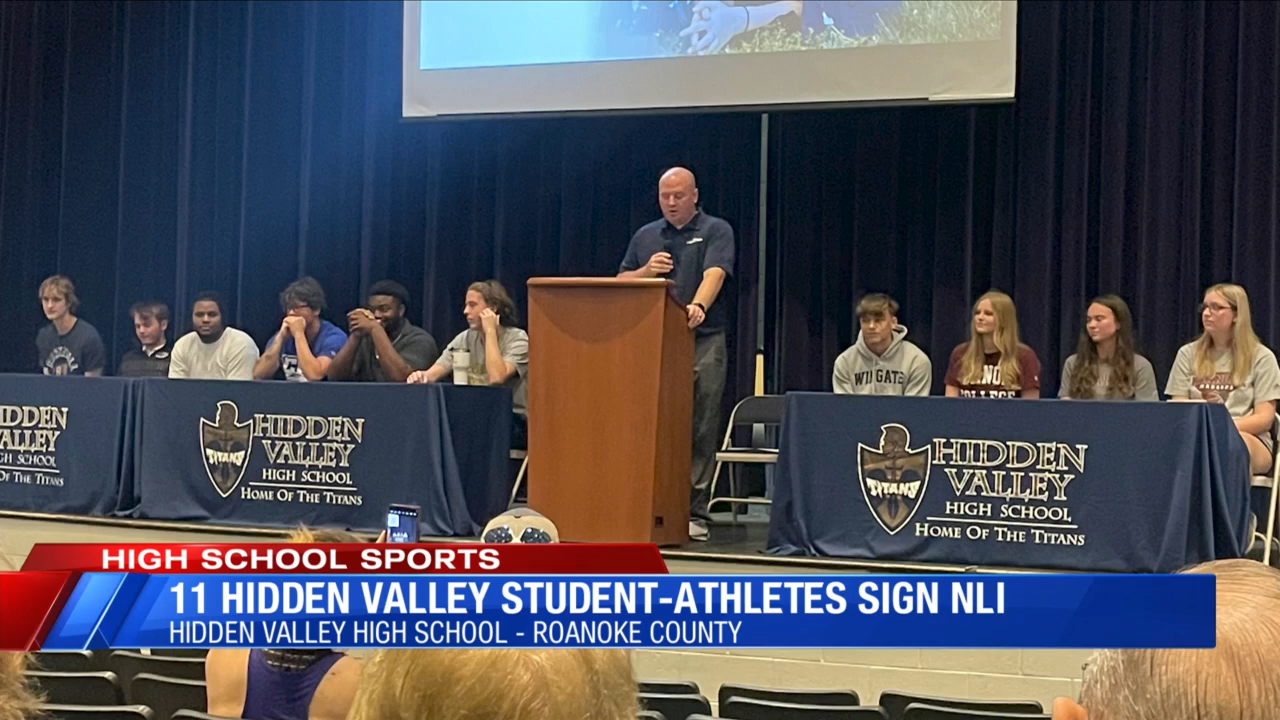 WINGATE
COLLEGE
HIDDEN
VALLEY
HIGH SCHOOL
HOME OF THE TITANS
TITANS
HIDDEN
VALLEY
HIGH SCHOOL
HOME OF THE TITANS
TITANS
HIDDEN
VALLEY
HIGH SCHOOL
HOME OF THE TITANS
HIGH SCHOOL SPORTS
11 HIDDEN VALLEY STUDENT-ATHLETES SIGN NLI
HIDDEN VALLEY HIGH SCHOOL - ROANOKE COUNTY